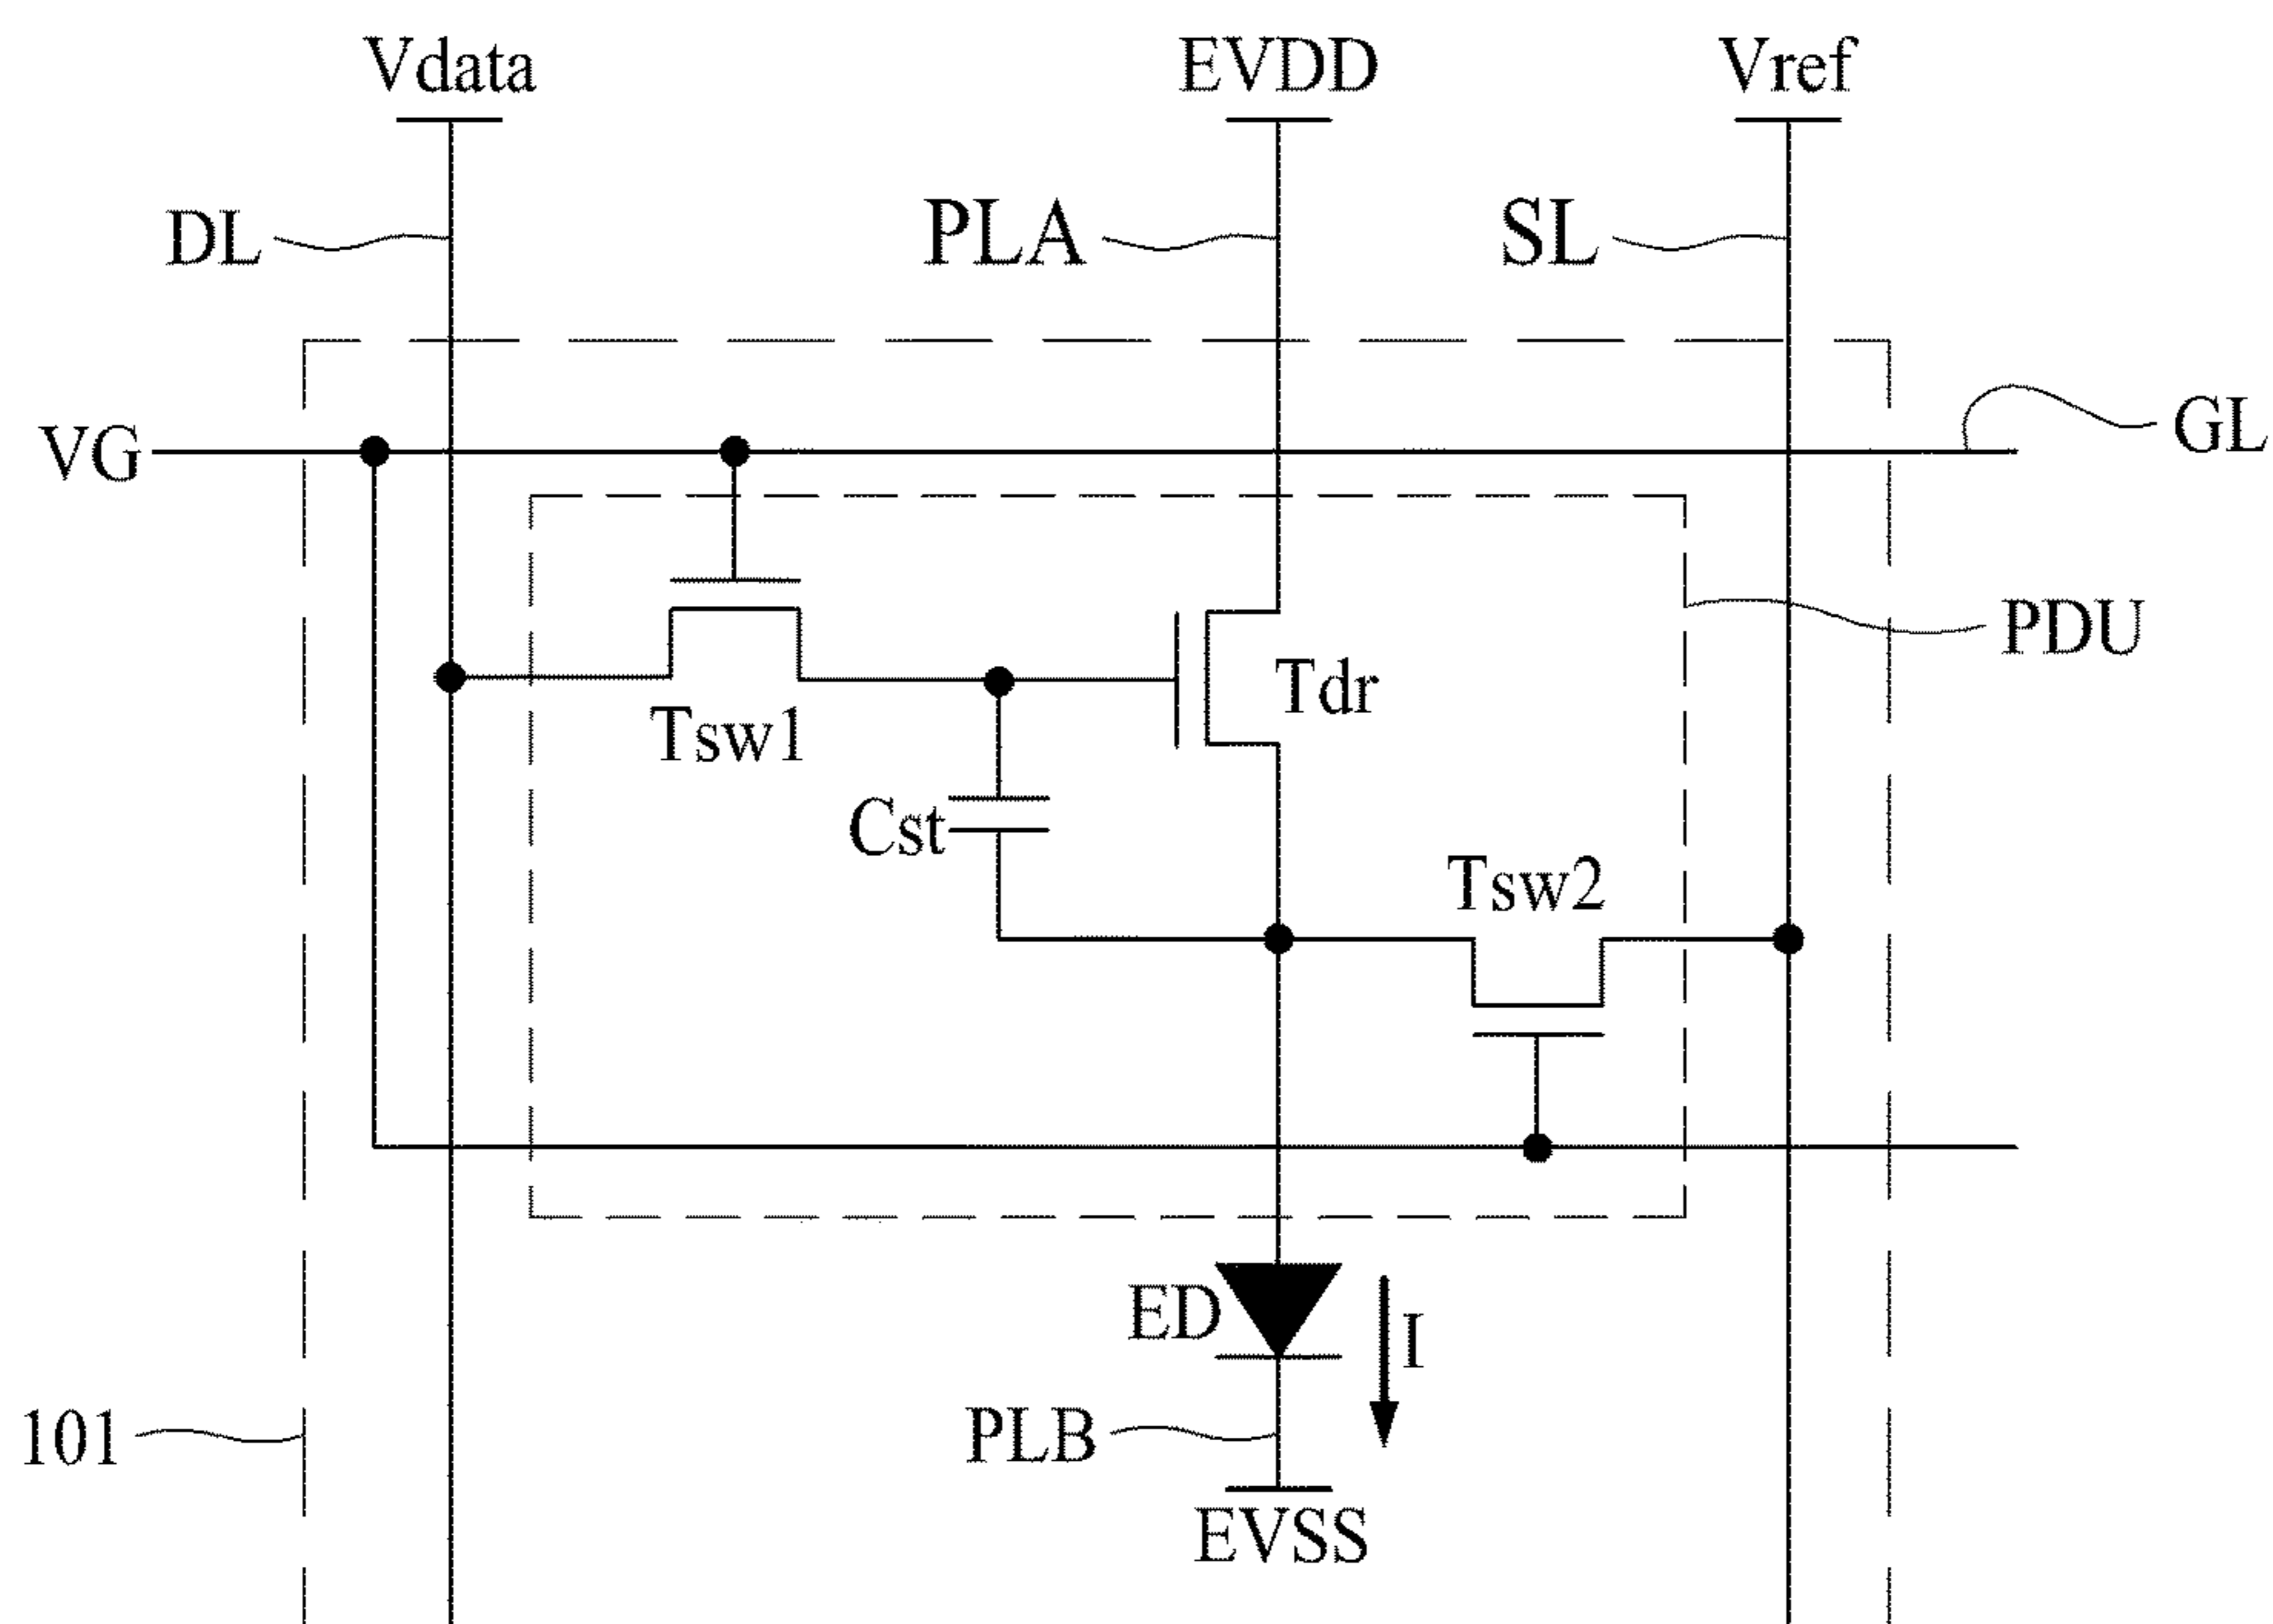 Vdata
EVDD
Vref
DL
PLA
SL
VG
GL
PDU
Tdr
Tsw1
Cst
Tsw2
ED
I
PLB
101
EVSS